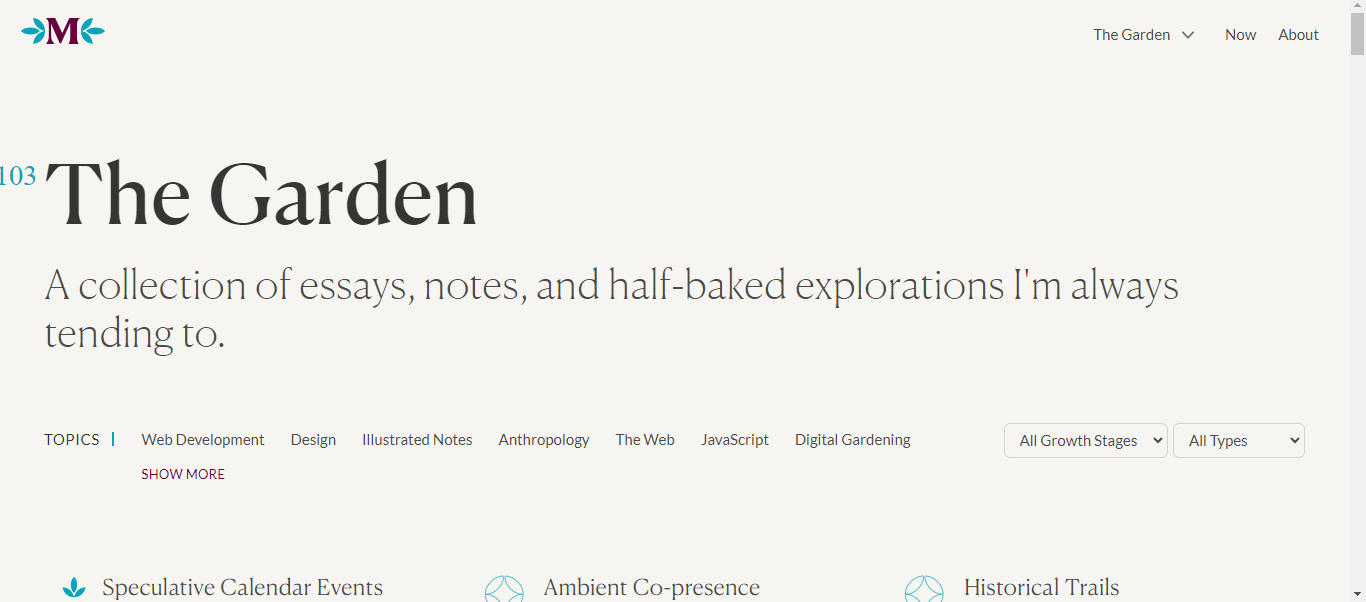 M
The Garden
Now
About
103
The Garden
A collection of essays, notes, and half-baked explorations I'm always
tending to.
TOPICS
Web Development
Design
Illustrated Notes
Anthropology
The Web
JavaScript
Digital Gardening
All Growth Stages
All Types
SHOW MORE
Speculative Calendar Events
Ambient Co-presence
Historical Trails